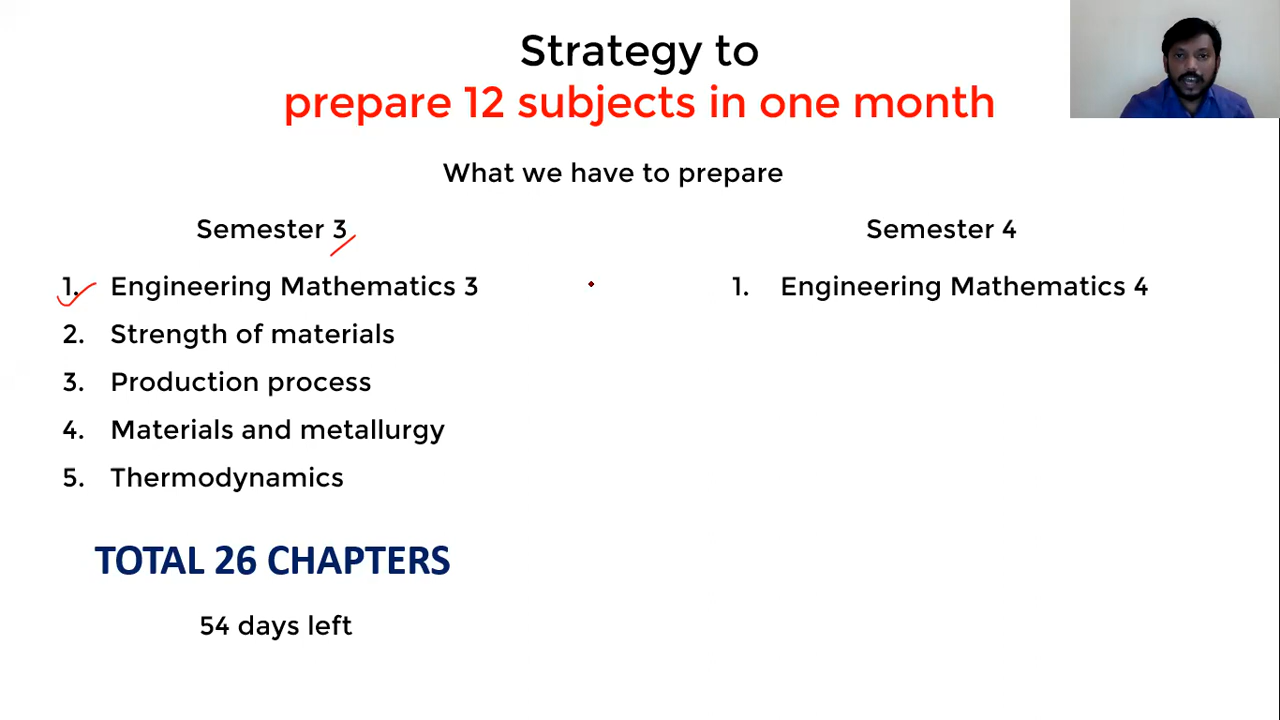 Strategy to
prepare 12 subjects in one month
What we have to prepare
Semester 3
1. Engineering Mathematics 3
2. Strength of materials
3. Production process
4. Materials and metallurgy
5. Thermodynamics
TOTAL 26 CHAPTERS
54 days left
Semester 4
1. Engineering Mathematics 4